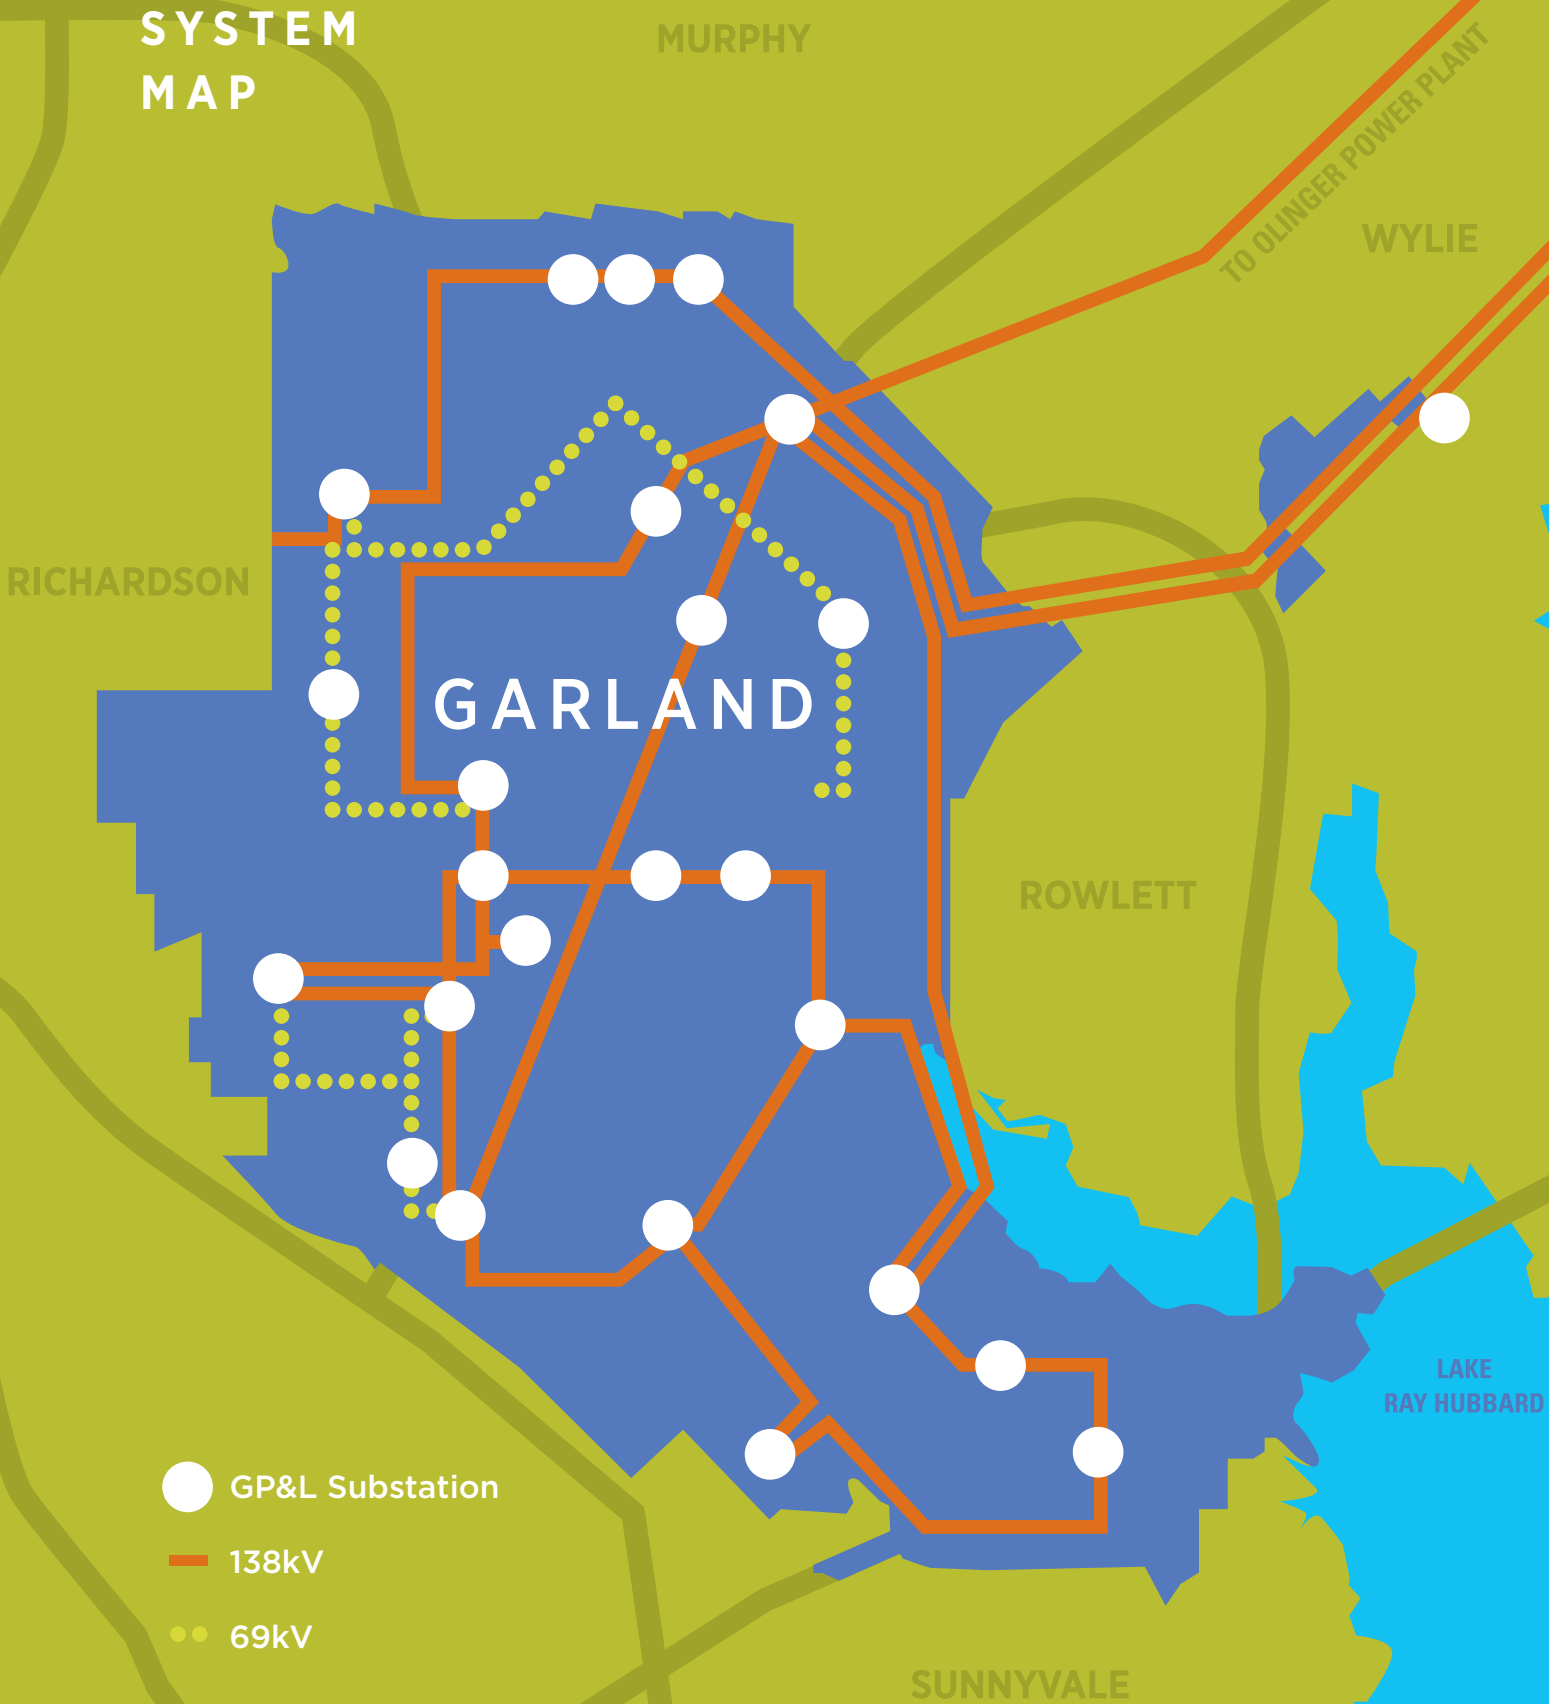 SYSTEM
MAP
MURPHY
TO OLINGER POWER PLANT
WYLIE
RICHARDSON
GARLAND
ROWLETT
LAKE
RAY HUBBARD
GP&L Substation
138kV
69kV
SUNNYVALE